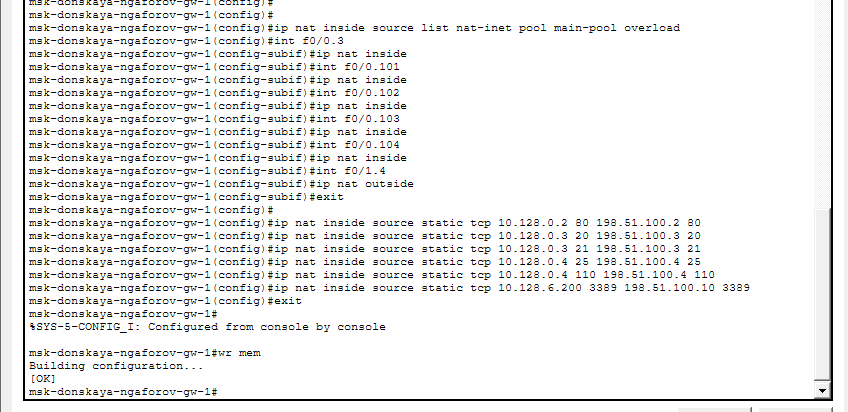 msk-donskaya-ngaforov-gw-1(config)#
msk-donskaya-ngaforov-gw-1(config)#
msk-donskaya-ngaforov-gw-1(config)#ip nat inside source list nat-inet pool main-pool overload
msk-donskaya-ngaforov-gw-1(config)#int f0/0.3
msk-donskaya-ngaforov-gw-1(config-subif)#ip nat inside
msk-donskaya-ngaforov-gw-1(config-subif)#int f0/0.101
msk-donskaya-ngaforov-gw-1(config-subif)#ip nat inside
msk-donskaya-ngaforov-gw-1(config-subif)#int f0/0.102
msk-donskaya-ngaforov-gw-1(config-subif)#ip nat inside
msk-donskaya-ngaforov-gw-1(config-subif)#int f0/0.103
msk-donskaya-ngaforov-gw-1(config-subif)#ip nat inside
msk-donskaya-ngaforov-gw-1(config-subif)#int f0/0.104
msk-donskaya-ngaforov-gw-1(config-subif)#ip nat inside
msk-donskaya-ngaforov-gw-1(config-subif)#int f0/1.4
msk-donskaya-ngaforov-gw-1(config-subif)#ip nat outside
msk-donskaya-ngaforov-gw-1(config-subif)#exit
msk-donskaya-ngaforov-gw-1(config)#
msk-donskaya-ngaforov-gw-1(config)#ip nat inside source static tcp 10.128.0.2 80 198.51.100.2 80
msk-donskaya-ngaforov-gw-1(config)#ip nat inside source static tcp 10.128.0.3 20 198.51.100.3 20
msk-donskaya-ngaforov-gw-1(config)#ip nat inside source static tcp 10.128.0.3 21 198.51.100.3 21
msk-donskaya-ngaforov-gw-1(config)#ip nat inside source static tcp 10.128.0.4 25 198.51.100.4 25
msk-donskaya-ngaforov-gw-1(config)#ip nat inside source static tcp 10.128.0.4 110 198.51.100.4 110
msk-donskaya-ngaforov-gw-1(config)#ip nat inside source static tcp 10.128.6.200 3389 198.51.100.10 3389
msk-donskaya-ngaforov-gw-1(config)#exit
msk-donskaya-ngaforov-gw-1#
%SYS-5-CONFIG_I: Configured from console by console
msk-donskaya-ngaforov-gw-1#wr mem
Building configuration...
[OK]
msk-donskaya-ngaforov-gw-1#